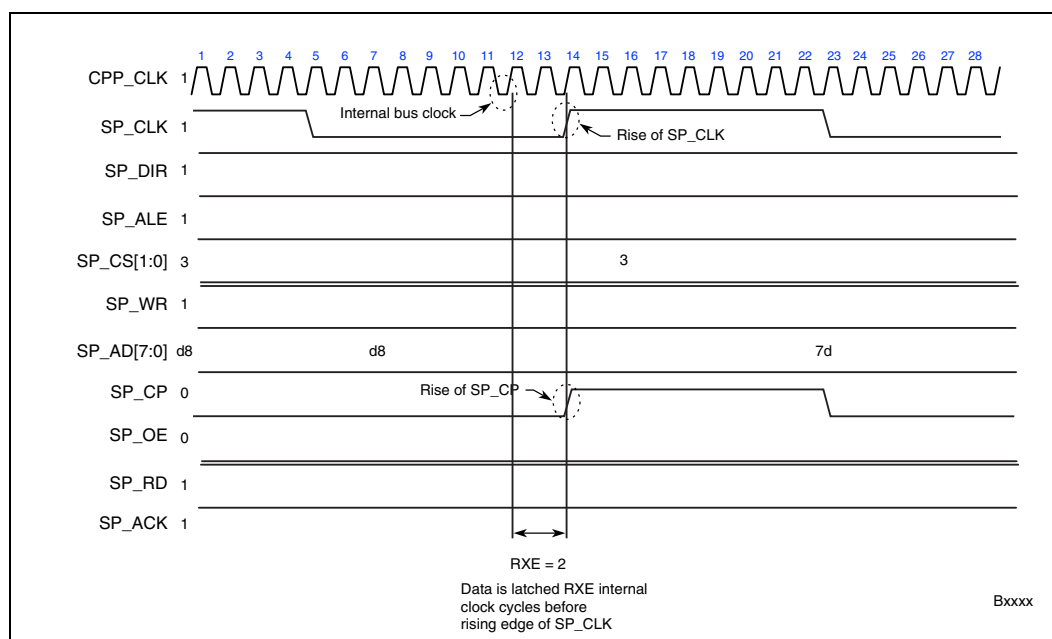 1 2 3 4 5 6 7 8 9 10 11 12 13 14 15 16 17 18 19 20 21 22 23 24 25 26 27 28
CPP_CLK 1
Internal bus clock
SP_CLK 1
Rise of SP_CLK
SP_DIR 1
SP_ALE 1
SP_CS[1:0] 3 3
SP_WR 1
SP_AD[7:0] d8 d8 7d
SP_CP 0 Rise of SP_CP
SP_OE 0
SP_RD 1
SP_ACK 1
RXE = 2
Data is latched RXE internal
clock cycles before
rising edge of SP_CLK
Bxxxx